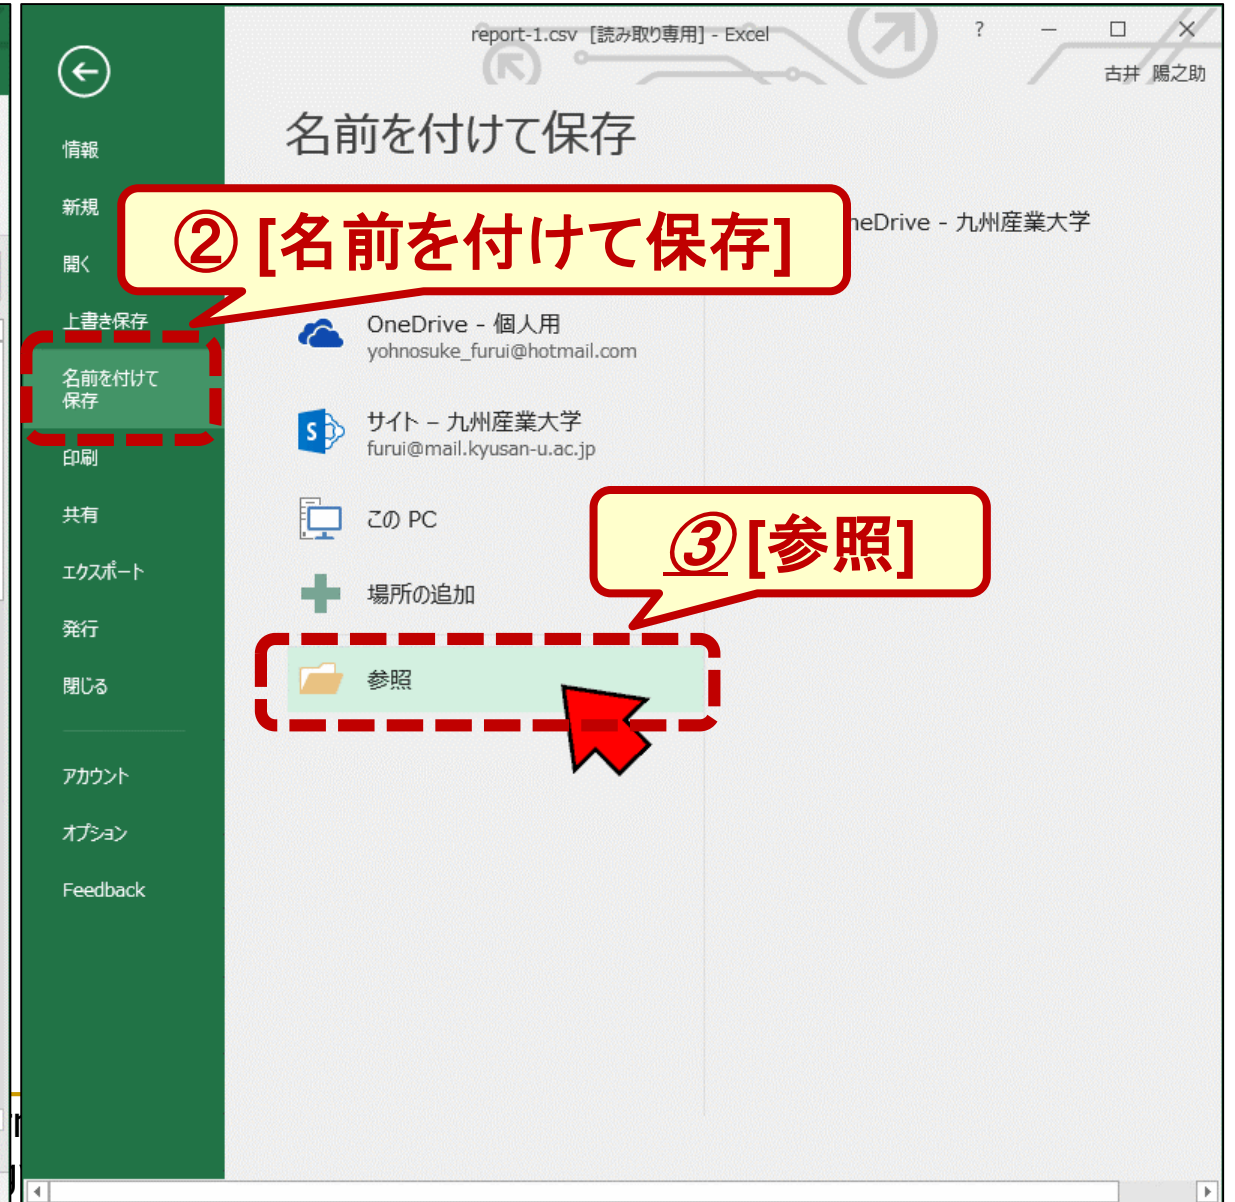 report-1.csv [読み取り専用] - Excel
?
古井 陽之助
名前を付けて保存
情報
新規
開く
上書き保存
名前を付けて
保存
印刷
共有
エクスポート
発行
閉じる
アカウント
オプション
Feedback
② [名前を付けて保存]
neDrive - 九州産業大学
OneDrive - 個人用
yohnosuke_furui@hotmail.com
サイト – 九州産業大学
furui@mail.kyusan-u.ac.jp
この PC
場所の追加
③ [参照]
参照